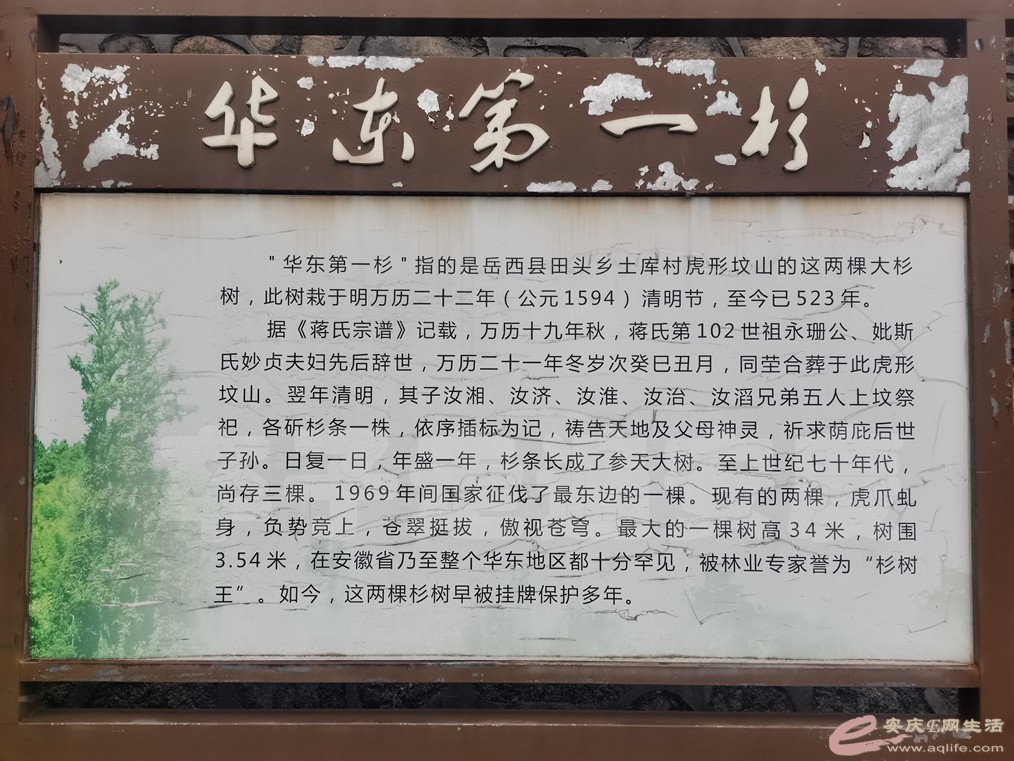 华东第一杉
"华东第一杉"指的是岳西县田头乡土库村虎形坟山的这两棵大杉
树，此树栽于明万历二十二年（公元1594）清明节，至今已523年。
据《蒋氏宗谱》记载，万历十九年秋，蒋氏第102世祖永珊公、妣斯
氏妙贞夫妇先后辞世，万历二十一年冬岁次癸巳丑月，同茔合葬于此虎形
坟山。翌年清明，其子汝湘、汝济、汝淮、汝治、汝滔兄弟五人上坟祭
祀，各斫杉条一株，依序插标为记，祷告天地及父母神灵，祈求荫庇后世
子孙。日复一日，年盛一年，杉条长成了参天大树。至上世纪七十年代，
尚存三棵。1969年间国家征伐了最东边的一棵。现有的两棵，虎爪虬
身，负势竞上，苍翠挺拔，傲视苍穹。最大的一棵树高34米，树围
3.54米，在安徽省乃至整个华东地区都十分罕见，被林业专家誉为“杉树
王”。如今，这两棵杉树早被挂牌保护多年。
安庆E网生活
www.aqlife.com